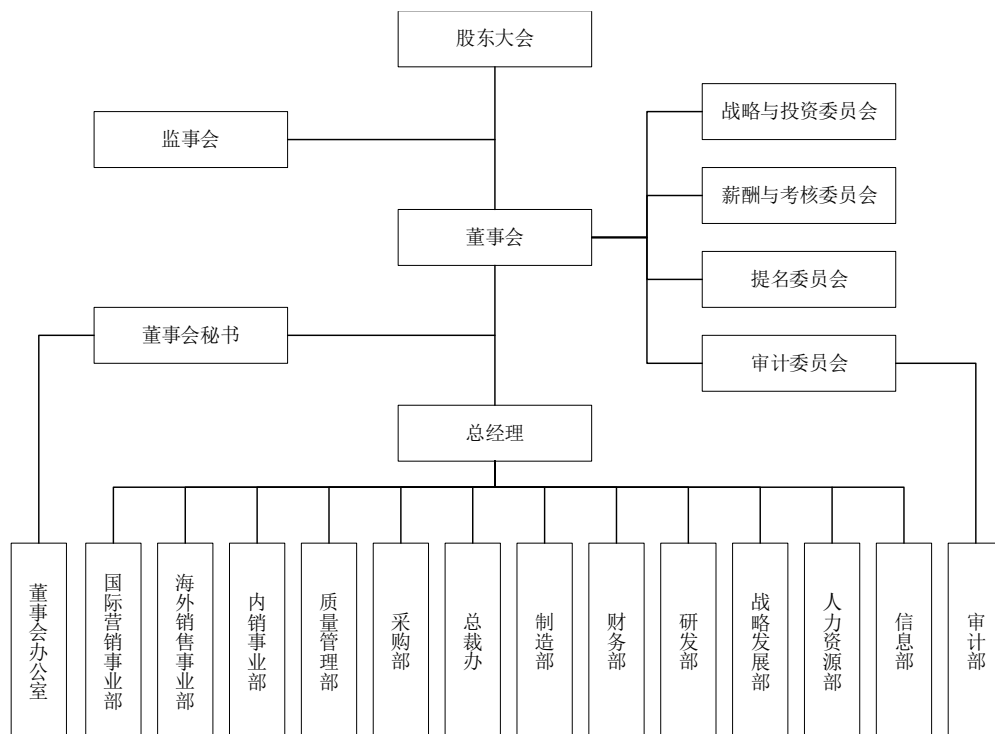 股东大会
战略与投资委员会
监事会
薪酬与考核委员会
董事会
提名委员会
董事会秘书
审计委员会
总经理
董事会办公室
国际营销事业部
海外销售事业部
内销事业部
质量管理部
采购部
总裁办
制造部
财务部
研发部
战略发展部
人力资源部
信息部
审计部